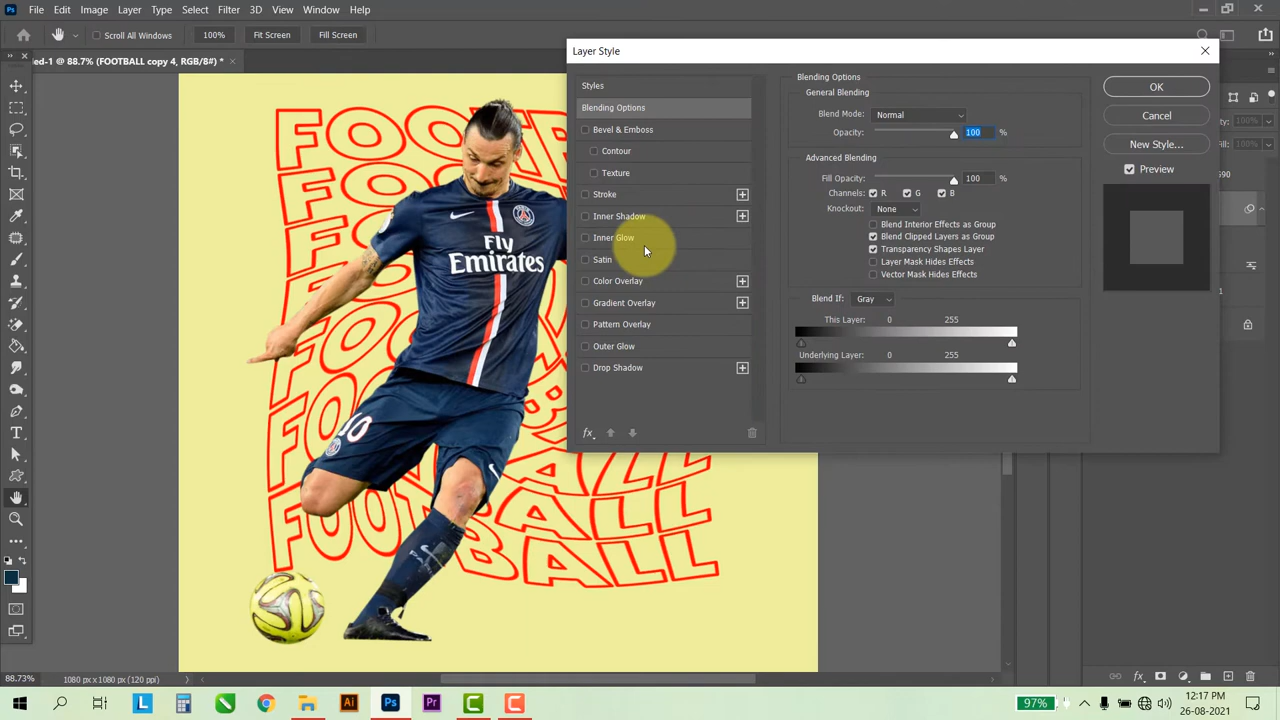 File Edit Image Layer Type Select Filter 3D View Window Help
Scroll All Windows 100% Fit Screen Fill Screen
ed-1 @ 88.7% (FOOTBALL copy 4, RGB/8#) *
Layer Style
Styles
Blending Options
Bevel & Emboss
Contour
Texture
Stroke
Inner Shadow
Inner Glow
Satin
Color Overlay
Gradient Overlay
Pattern Overlay
Outer Glow
Drop Shadow
fx
Blending Options
General Blending
Blend Mode: Normal
Opacity: 100 %
Advanced Blending
Fill Opacity: 100 %
Channels: R G B
Knockout: None
Blend Interior Effects as Group
Blend Clipped Layers as Group
Transparency Shapes Layer
Layer Mask Hides Effects
Vector Mask Hides Effects
Blend If: Gray
This Layer: 0 255
Underlying Layer: 0 255
OK
Cancel
New Style...
Preview
Fly
Emirates
10
FOOTBALL
88.73% 1080 px x 1080 px (120 ppi)
97%
12:17 PM
26-08-2021